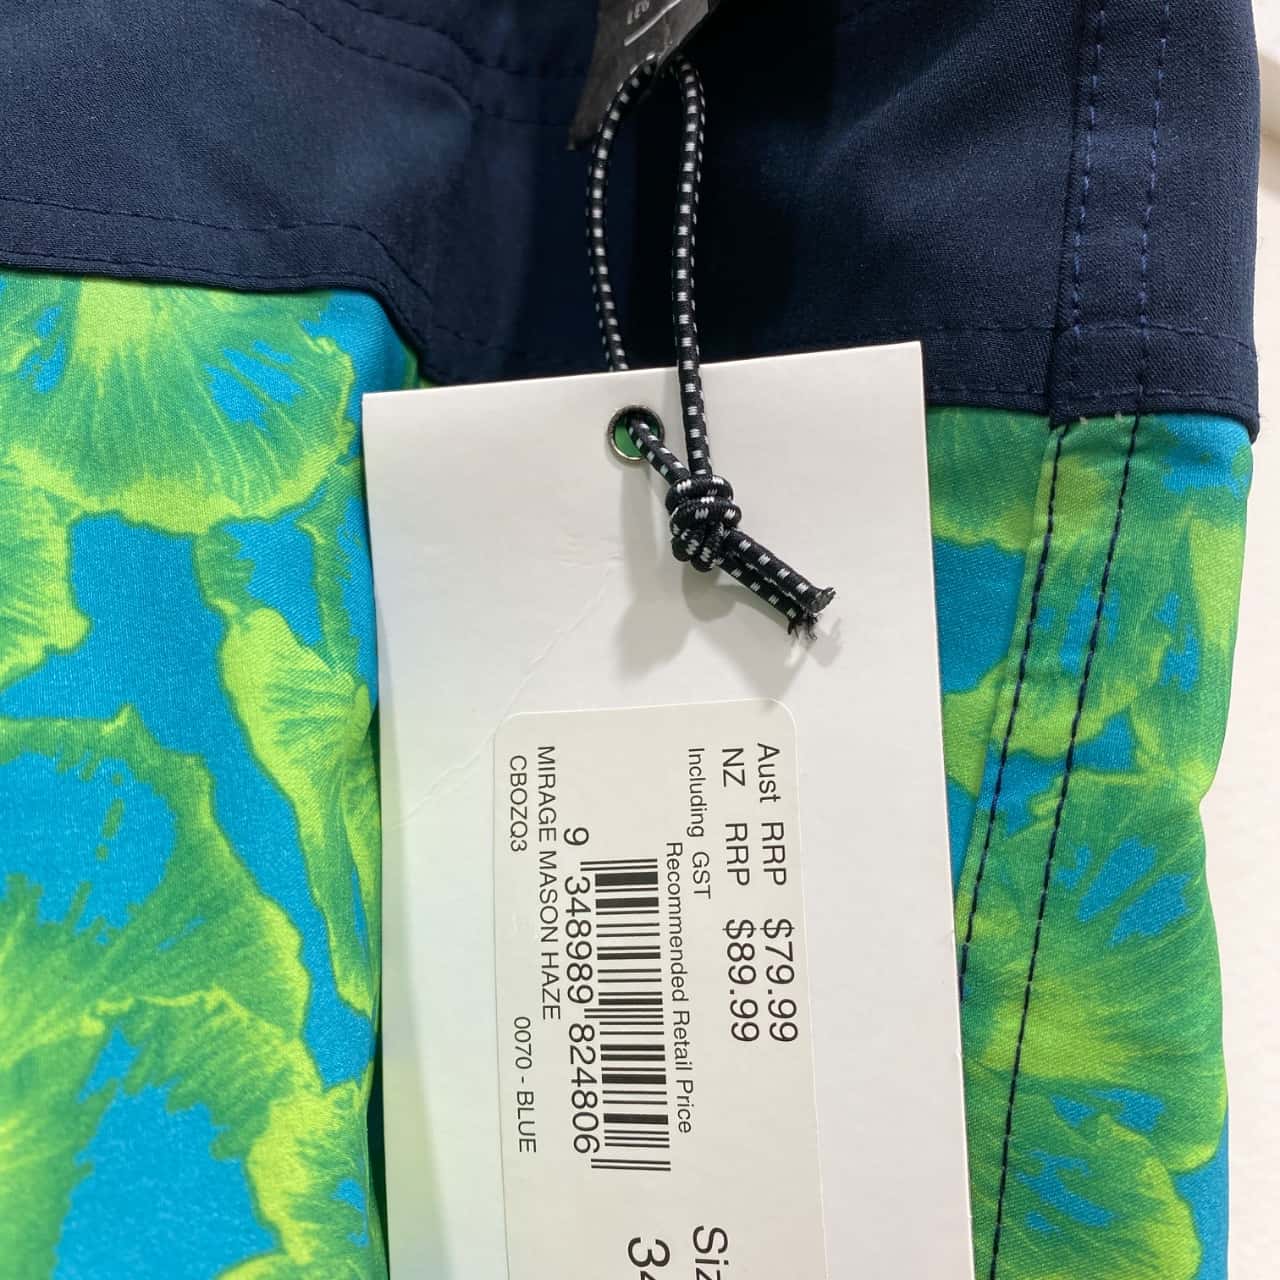 Aust RRP $79.99
NZ RRP $89.99
Including GST
Recommended Retail Price
9 348989 824806
MIRAGE MASON HAZE
CBOZQ3 0070 - BLUE